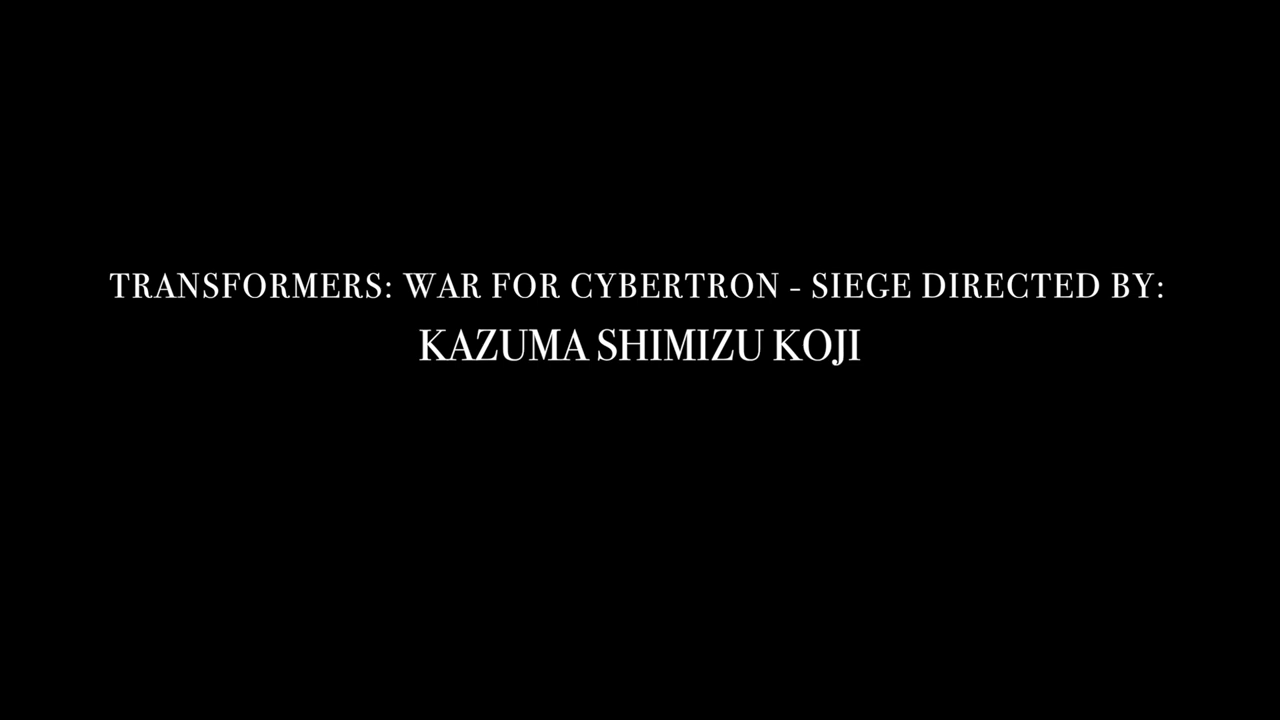 TRANSFORMERS: WAR FOR CYBERTRON - SIEGE DIRECTED BY:
KAZUMA SHIMIZU KOJI